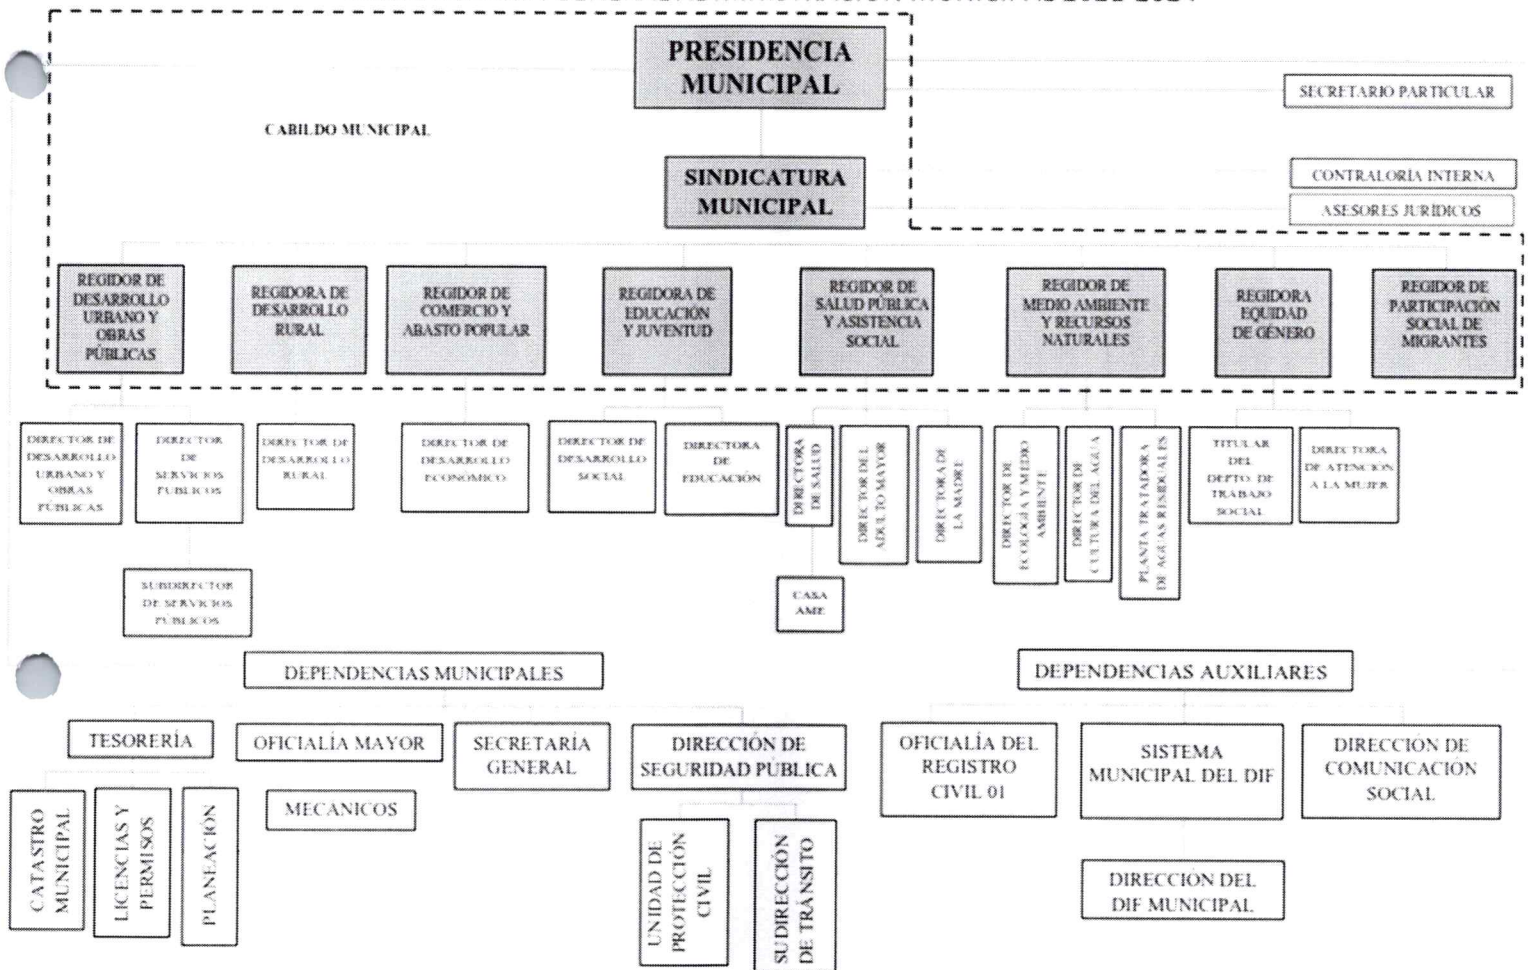 PRESIDENCIA
MUNICIPAL
SECRETARIO PARTICULAR
CABILDO MUNICIPAL
SINDICATURA
MUNICIPAL
CONTRALORÍA INTERNA
ASESORES JURÍDICOS
REGIDOR DE
DESARROLLO
URBANO Y
OBRAS
PÚBLICAS
REGIDORA DE
DESARROLLO
RURAL
REGIDOR DE
COMERCIO Y
ABASTO POPULAR
REGIDORA DE
EDUCACIÓN
Y JUVENTUD
REGIDOR DE
SALUD PÚBLICA
Y ASISTENCIA
SOCIAL
REGIDOR DE
MEDIO AMBIENTE
Y RECURSOS
NATURALES
REGIDORA
EQUIDAD
DE GÉNERO
REGIDOR DE
PARTICIPACIÓN
SOCIAL DE
MIGRANTES
DIRECTOR DE
DESARROLLO
URBANO Y
OBRAS
PÚBLICAS
DIRECTOR
DE
SERVICIOS
PÚBLICOS
DIRECTOR DE
DESARROLLO
RURAL
DIRECTOR DE
DESARROLLO
ECONÓMICO
DIRECTOR DE
DESARROLLO
SOCIAL
DIRECTORA
DE
EDUCACIÓN
DIRECTORA
DE SALUD
DIRECTOR DEL
ADULTO MAYOR
DIRECTORA DE
LA MADRE
DIRECTOR DE
ECOLOGÍA Y MEDIO
AMBIENTE
DIRECTOR DE
CULTURA DEL AGUA
PLANTA TRATADORA
DE AGUAS RESIDUALES
TITULAR
DEL
DEPTO. DE
TRABAJO
SOCIAL
DIRECTORA
DE ATENCIÓN
A LA MUJER
SUBDIRECTOR
DE SERVICIOS
PÚBLICOS
CASA
AME
DEPENDENCIAS MUNICIPALES
DEPENDENCIAS AUXILIARES
TESORERÍA
OFICIALÍA MAYOR
SECRETARÍA
GENERAL
DIRECCIÓN DE
SEGURIDAD PÚBLICA
OFICIALÍA DEL
REGISTRO
CIVIL 01
SISTEMA
MUNICIPAL DEL DIF
DIRECCIÓN DE
COMUNICACIÓN
SOCIAL
CATASTRO
MUNICIPAL
LICENCIAS Y
PERMISOS
PLANEACIÓN
MECANICOS
UNIDAD DE
PROTECCIÓN
CIVIL
SUDIRECCIÓN
DE TRÁNSITO
DIRECCIÓN DEL
DIF MUNICIPAL